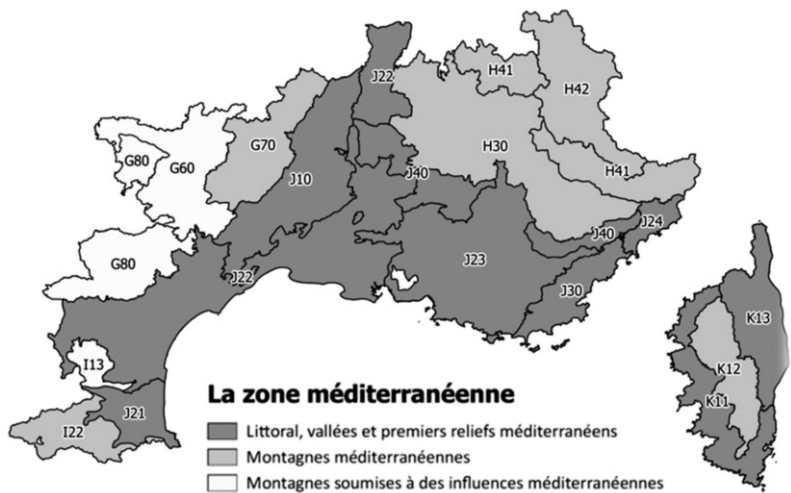 J22
H41
H42
G80
G60
G70
H30
J10
J40
H41
G80
J24
J40
J23
J22
J30
K13
I13
K12
K11
J21
I22
La zone méditerranéenne
Littoral, vallées et premiers reliefs méditerranéens
Montagnes méditerranéennes
Montagnes soumises à des influences méditerranéennes